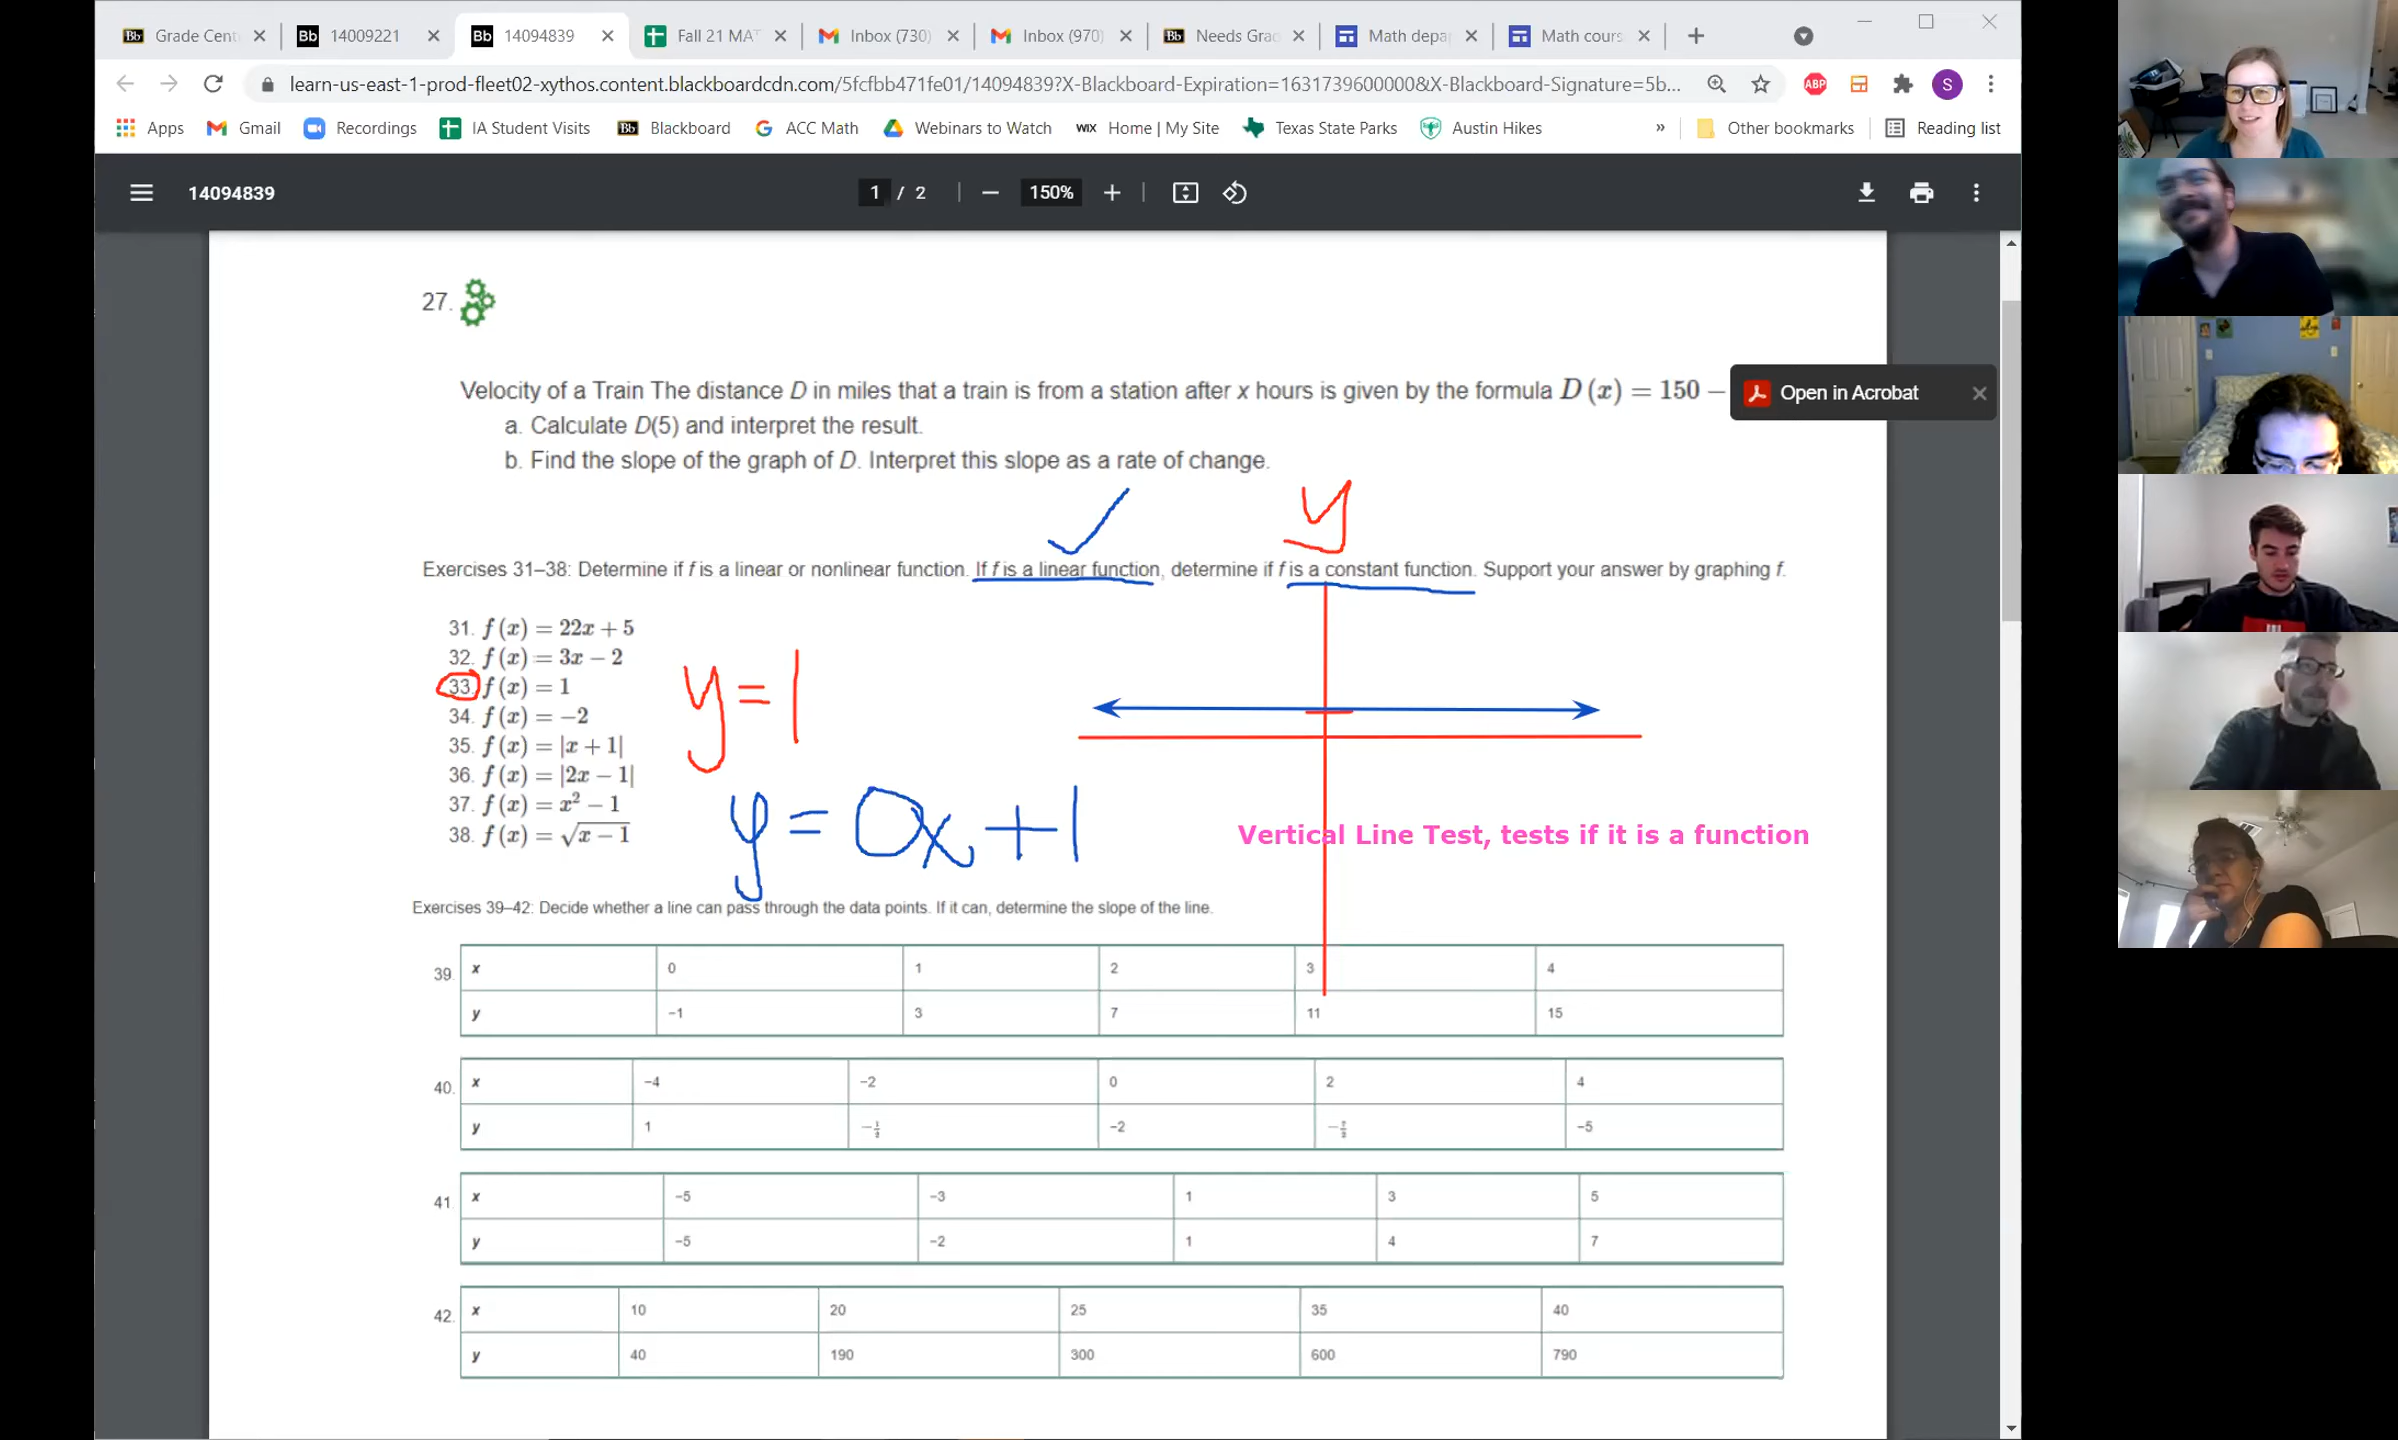 Grade Cent
14009221
14094839
Fall 21 MAT
Inbox (730)
Inbox (970)
Needs Grad
Math depar
Math cours
learn-us-east-1-prod-fleet02-xythos.content.blackboardcdn.com/5fcfbb471fe01/14094839?X-Blackboard-Expiration=1631739600000&X-Blackboard-Signature=5b...
ABP
S
Apps
Gmail
Recordings
IA Student Visits
Bb Blackboard
ACC Math
Webinars to Watch
WIX Home | My Site
Texas State Parks
Austin Hikes
»
Other bookmarks
Reading list
14094839
1 / 2
150%
27.
Velocity of a Train The distance D in miles that a train is from a station after x hours is given by the formula D (x) = 150 −
Open in Acrobat
a. Calculate D(5) and interpret the result.
b. Find the slope of the graph of D. Interpret this slope as a rate of change.
y
Exercises 31–38: Determine if f is a linear or nonlinear function. If f is a linear function, determine if f is a constant function. Support your answer by graphing f.
31. f (x) = 22x + 5
32. f (x) = 3x − 2
33. f (x) = 1
34. f (x) = −2
35. f (x) = |x + 1|
36. f (x) = |2x − 1|
37. f (x) = x² − 1
38. f (x) = √x − 1
y = 1
y = 0x + 1
Vertical Line Test, tests if it is a function
Exercises 39–42: Decide whether a line can pass through the data points. If it can, determine the slope of the line.
39. x 0 1 2 3 4
y −1 3 7 11 15
40. x −4 −2 0 2 4
y 1 −1/2 −2 −7/2 −5
41. x −5 −3 1 3 5
y −5 −2 1 4 7
42. x 10 20 25 35 40
y 40 190 300 600 790